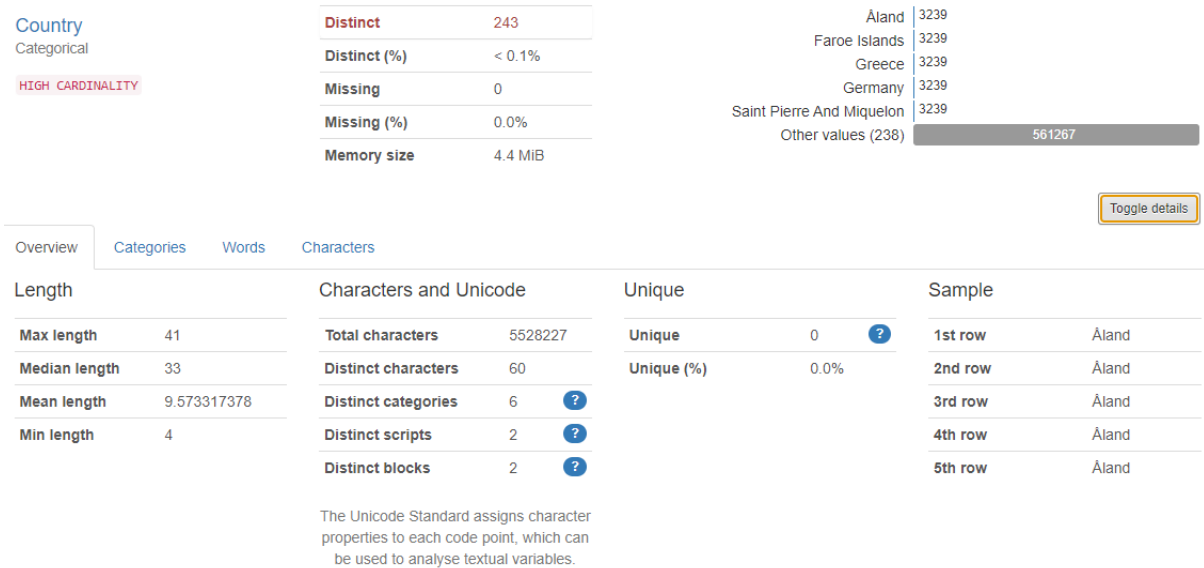 Country
Categorical
HIGH CARDINALITY
Distinct 243
Distinct (%) < 0.1%
Missing 0
Missing (%) 0.0%
Memory size 4.4 MiB
Åland 3239
Faroe Islands 3239
Greece 3239
Germany 3239
Saint Pierre And Miquelon 3239
Other values (238) 561267
Toggle details
Overview Categories Words Characters
Length
Max length 41
Median length 33
Mean length 9.573317378
Min length 4
Characters and Unicode
Total characters 5528227
Distinct characters 60
Distinct categories 6 ?
Distinct scripts 2 ?
Distinct blocks 2 ?
The Unicode Standard assigns character
properties to each code point, which can
be used to analyse textual variables.
Unique
Unique 0 ?
Unique (%) 0.0%
Sample
1st row Åland
2nd row Åland
3rd row Åland
4th row Åland
5th row Åland